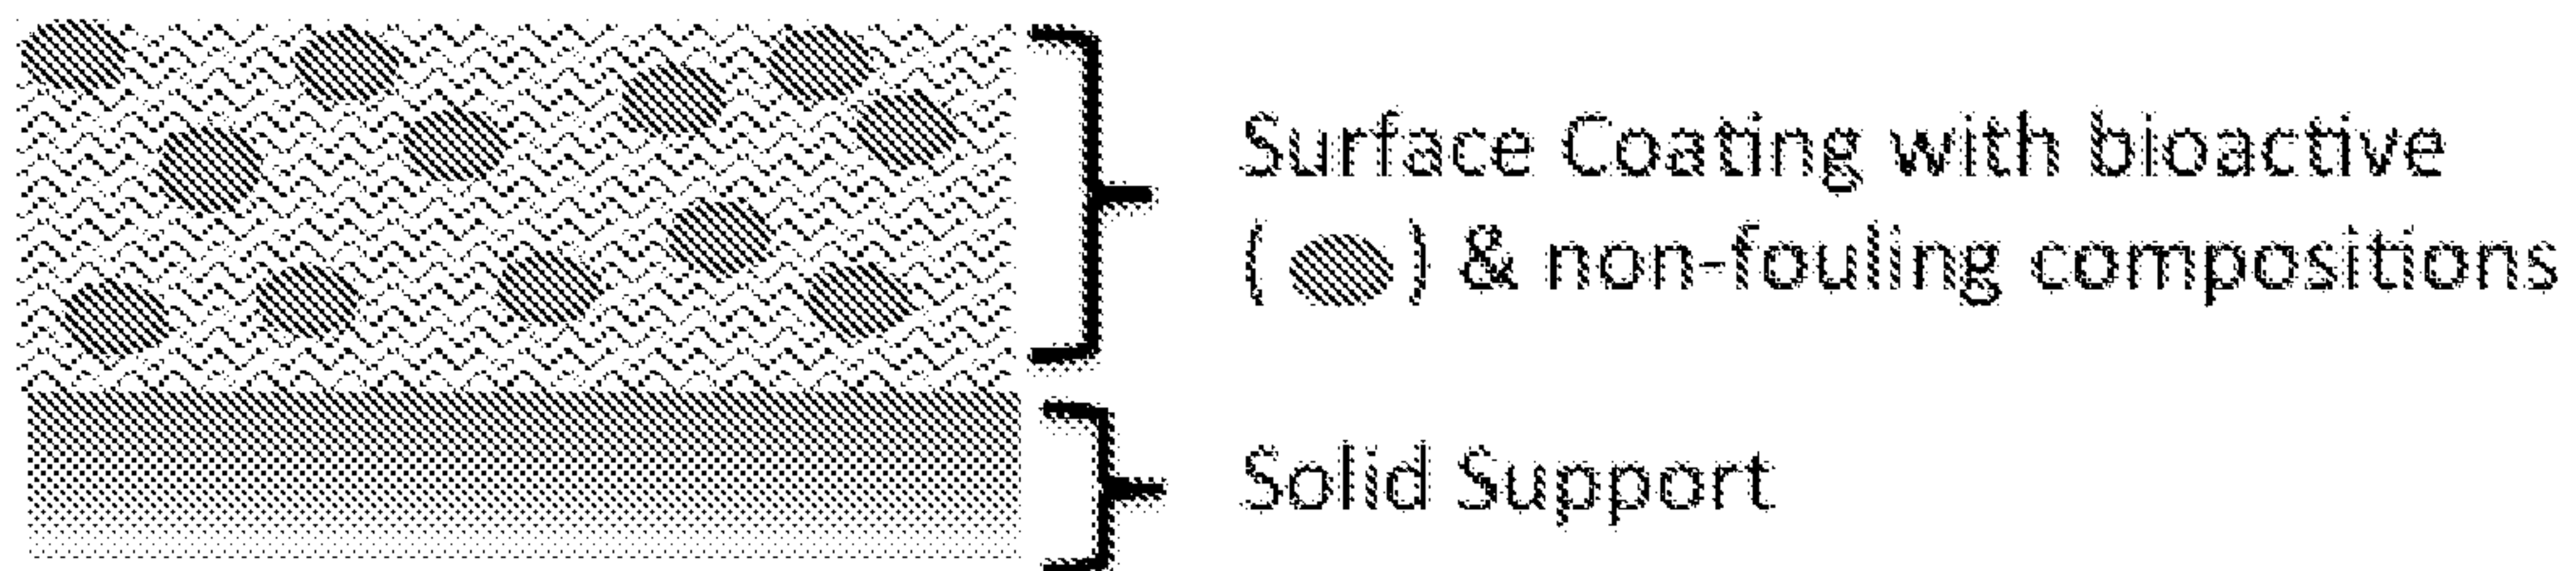 Surface Coating with bioactive
( ) & non-fouling compositions
Solid Support